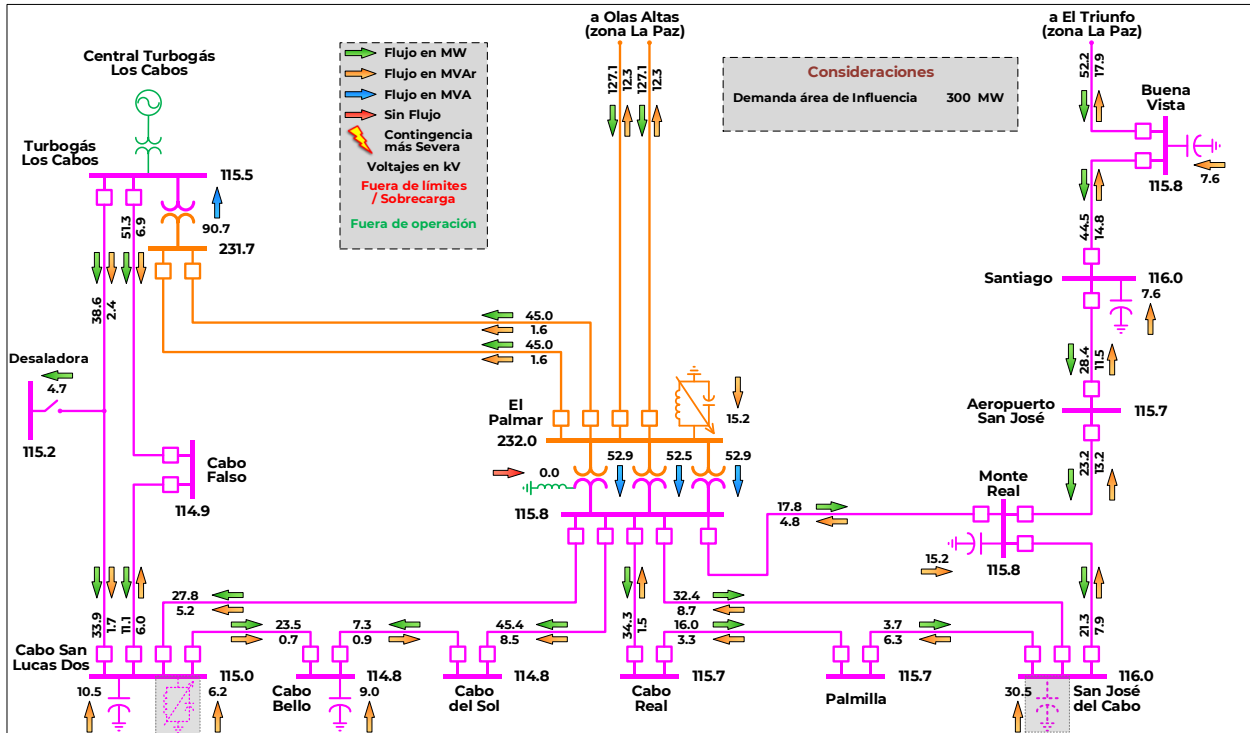 a Olas Altas
(zona La Paz)
a El Triunfo
(zona La Paz)
Central Turbogás
Los Cabos
Flujo en MW
Flujo en MVAr
Flujo en MVA
Sin Flujo
Contingencia
más Severa
Voltajes en kV
Fuera de límites
/ Sobrecarga
Fuera de operación
Consideraciones
Demanda área de Influencia 300 MW
127.1
12.3
127.1
12.3
52.2
17.9
Buena
Vista
7.6
115.8
Turbogás
Los Cabos
115.5
90.7
231.7
51.3
6.9
38.6
2.4
44.5
14.8
Santiago
116.0
7.6
45.0
1.6
45.0
1.6
28.4
11.5
Desaladora
4.7
115.2
Aeropuerto
San José
115.7
El
Palmar
232.0
15.2
Cabo
Falso
114.9
23.2
13.2
0.0
52.9
52.5
52.9
115.8
Monte
Real
17.8
4.8
15.2
115.8
33.9
1.7
11.1
6.0
27.8
5.2
23.5
0.7
7.3
0.9
45.4
8.5
34.3
1.5
32.4
8.7
16.0
3.3
3.7
6.3
21.3
7.9
Cabo San
Lucas Dos
115.0
10.5
6.2
Cabo
Bello
114.8
9.0
Cabo
del Sol
114.8
Cabo
Real
115.7
Palmilla
115.7
30.5
San José
del Cabo
116.0